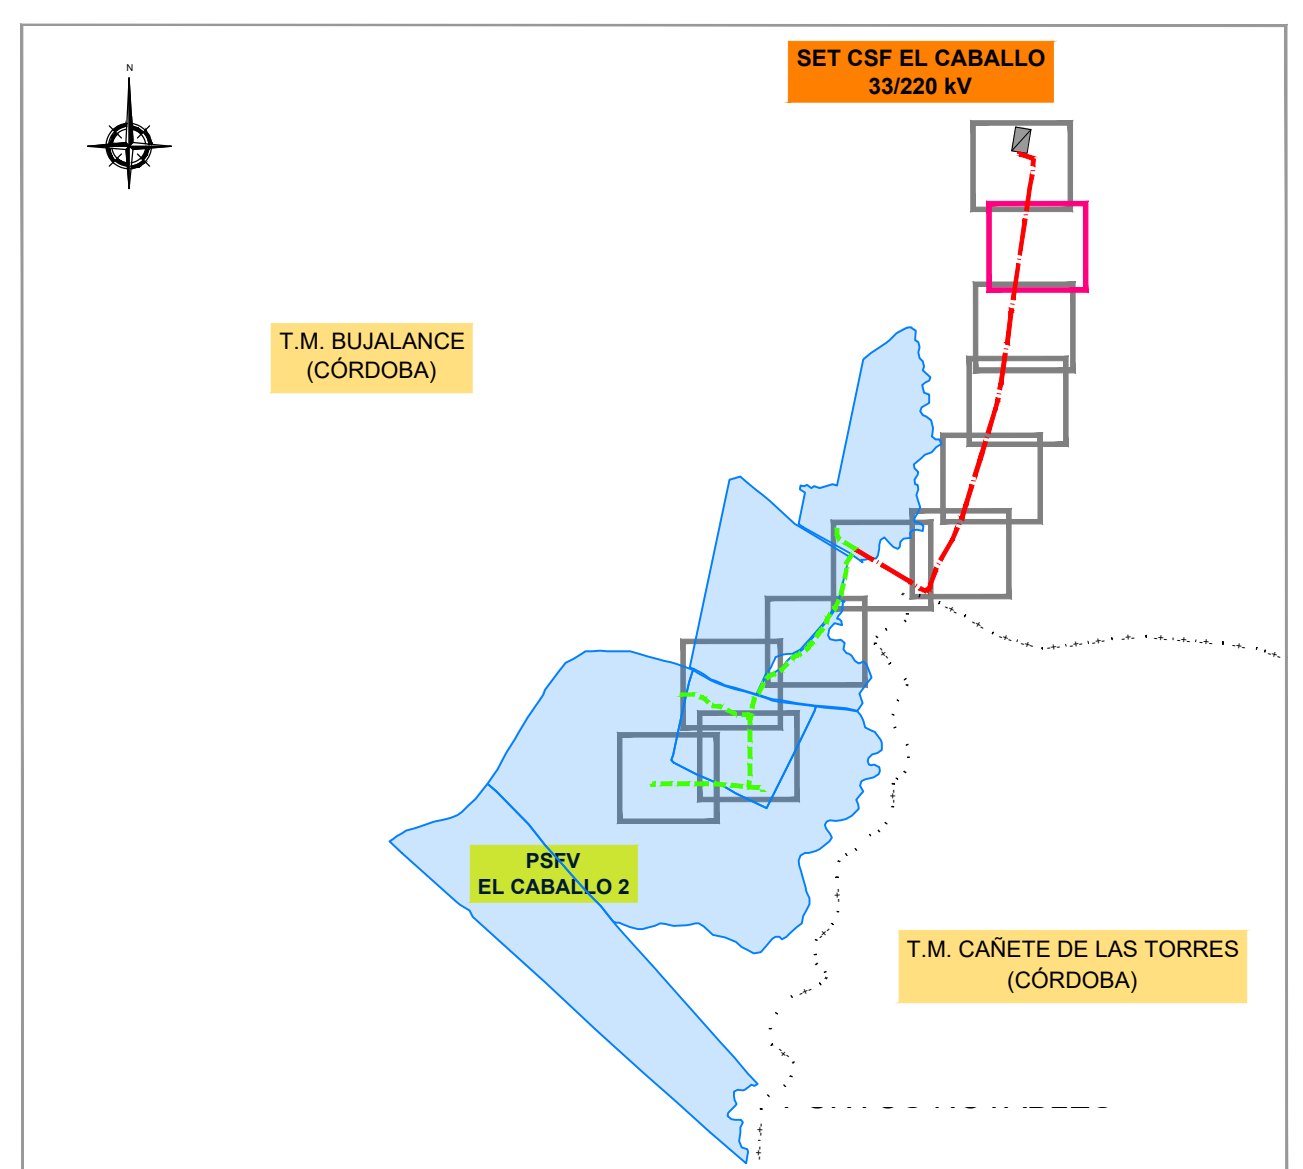 SET CSF EL CABALLO
33/220 kV
N
T.M. BUJALANCE
(CÓRDOBA)
PSFV
EL CABALLO 2
T.M. CAÑETE DE LAS TORRES
(CÓRDOBA)